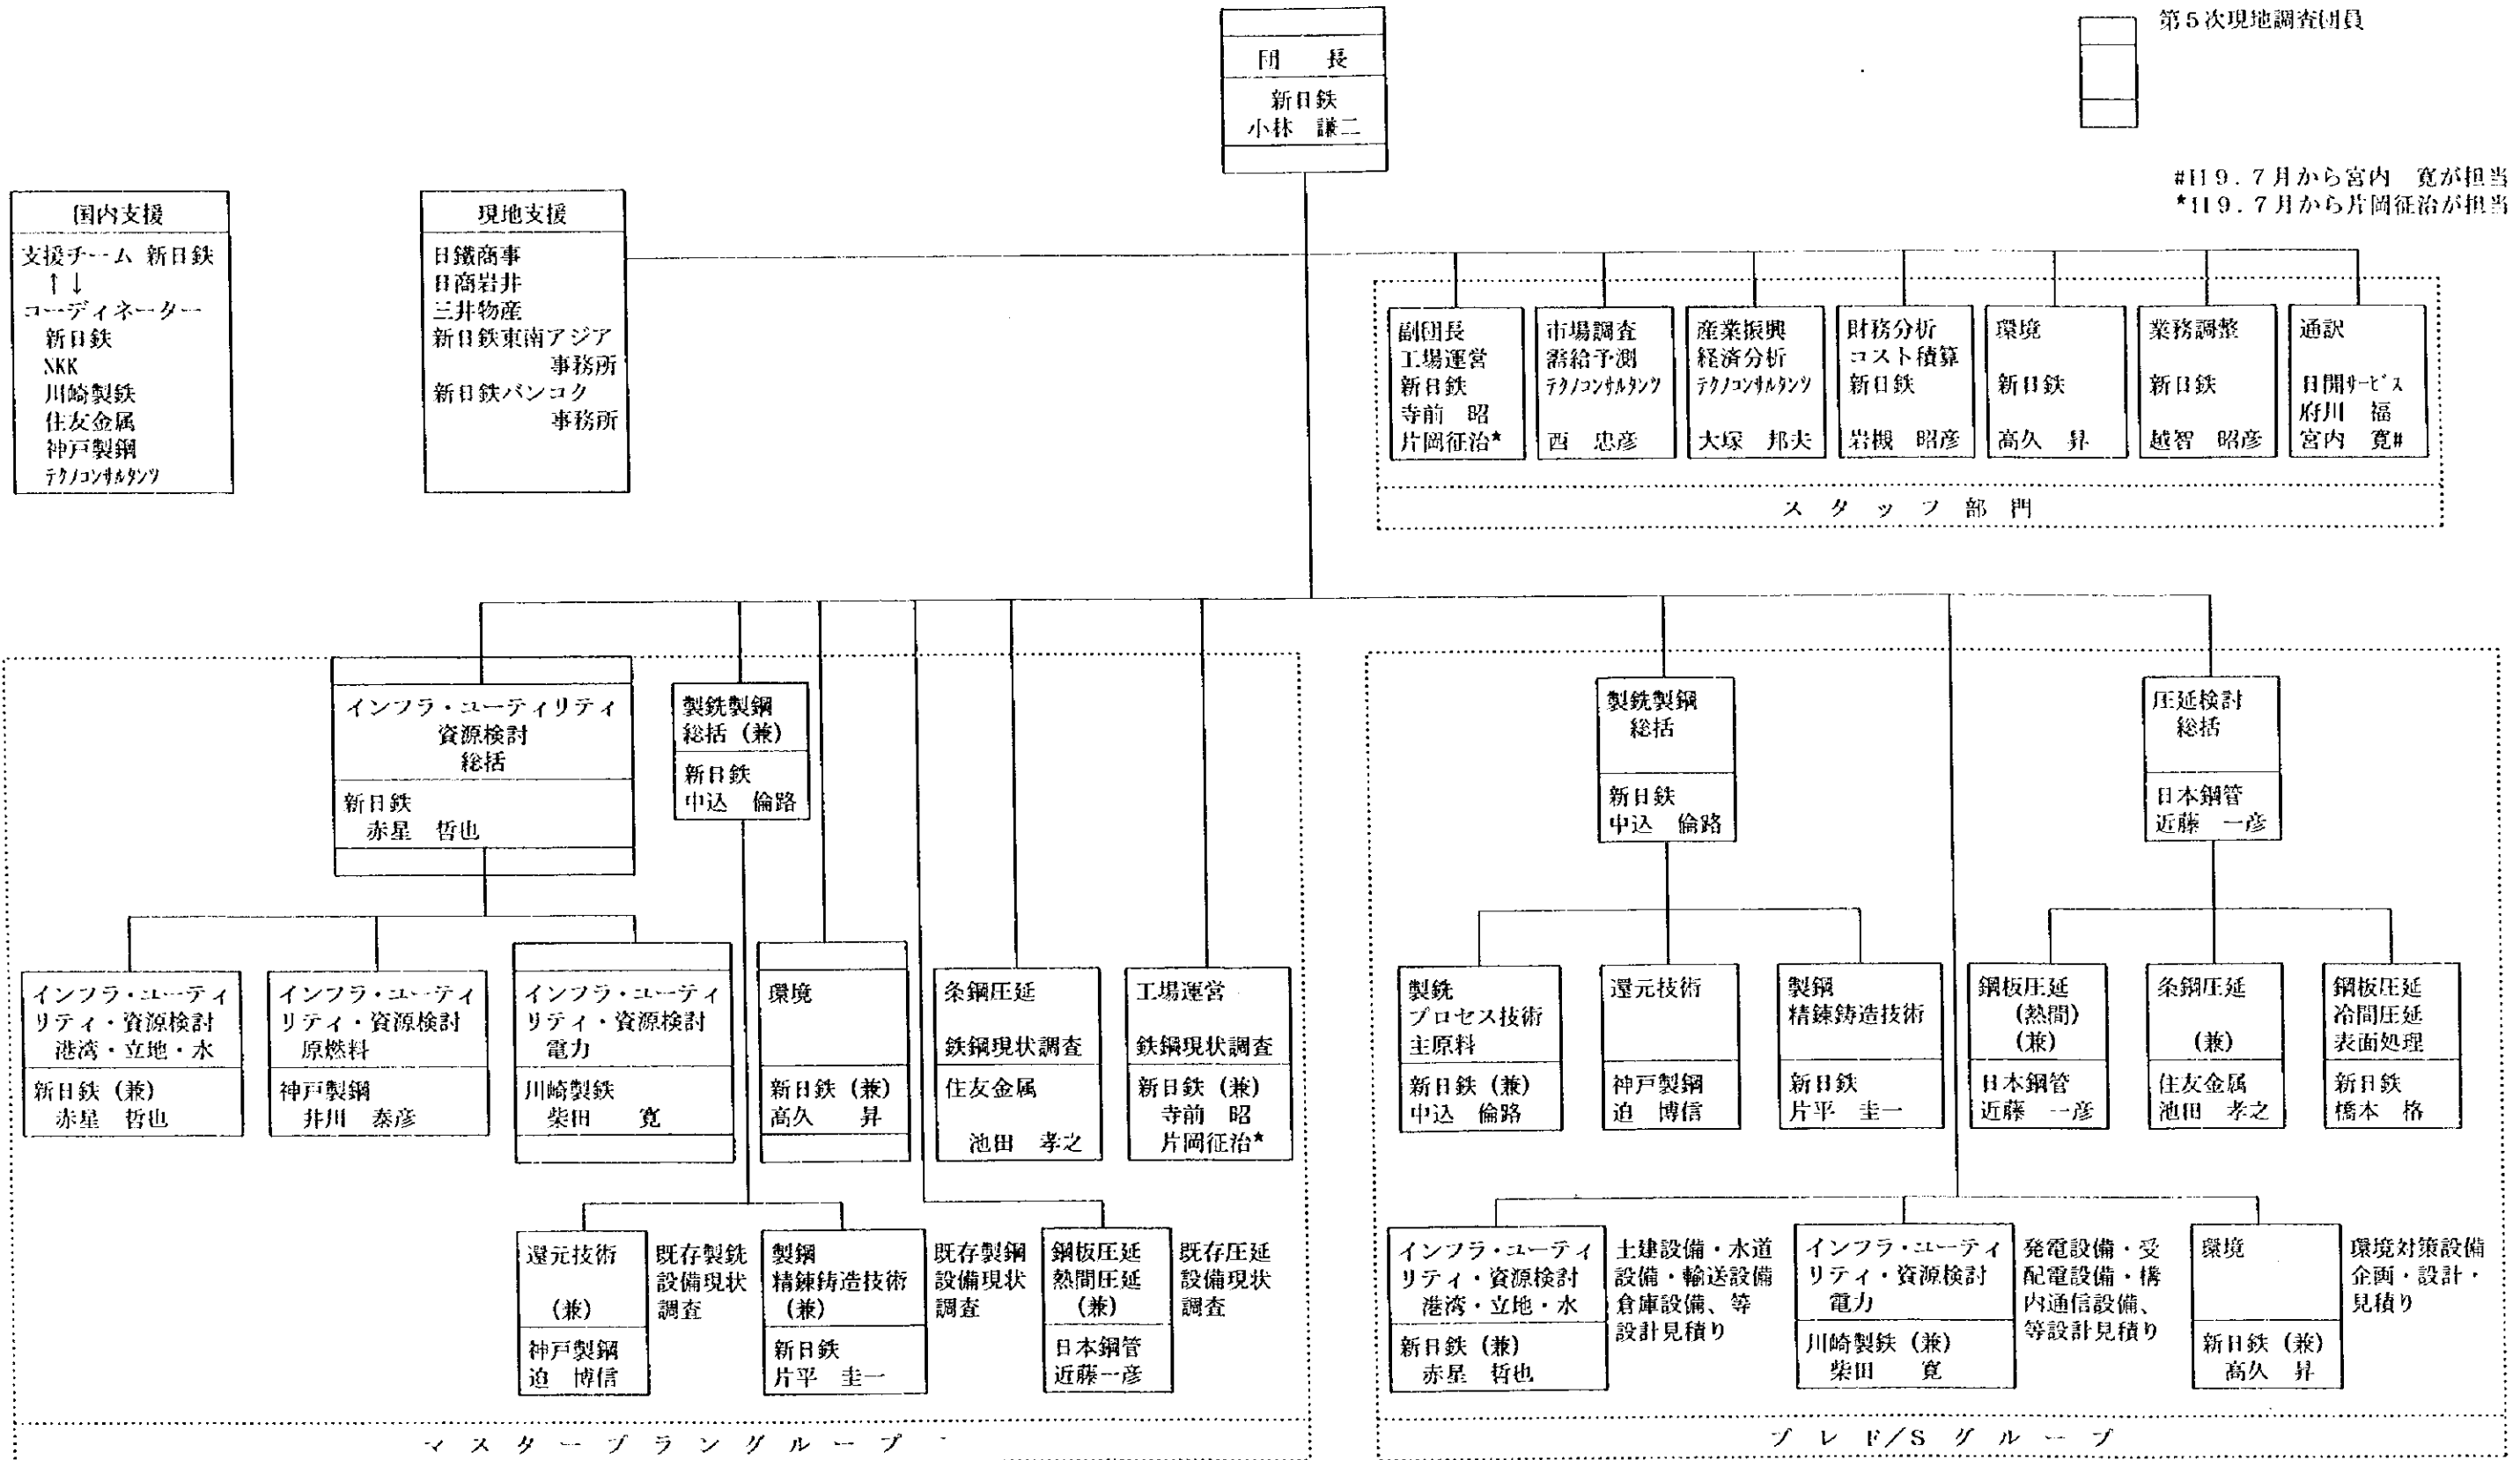 団　長
新日鉄
小林　謙二
第5次現地調査団員
#H9.7月から宮内　寛が担当
*H9.7月から片岡征治が担当
国内支援
支援チーム 新日鉄
↑↓
コーディネーター
新日鉄
NKK
川崎製鉄
住友金属
神戸製鋼
テクノコンサルタンツ
現地支援
日鐵商事
日商岩井
三井物産
新日鉄東南アジア
事務所
新日鉄バンコク
事務所
副団長
工場運営
新日鉄
寺前　昭
片岡征治*
市場調査
需給予測
テクノコンサルタンツ
西　忠彦
産業振興
経済分析
テクノコンサルタンツ
大塚　邦夫
財務分析
コスト積算
新日鉄
岩槻　昭彦
環境
新日鉄
高久　昇
業務調整
新日鉄
越智　昭彦
通訳
日開サービス
府川　福
宮内　寛#
スタッフ部門
インフラ・ユーティリティ
資源検討
総括
新日鉄
赤星　哲也
製銑製鋼
総括（兼）
新日鉄
中込　倫路
インフラ・ユーティ
リティ・資源検討
港湾・立地・水
新日鉄（兼）
赤星　哲也
インフラ・ユーティ
リティ・資源検討
原燃料
神戸製鋼
井川　泰彦
インフラ・ユーティ
リティ・資源検討
電力
川崎製鉄
柴田　寛
環境
新日鉄（兼）
高久　昇
条鋼圧延
鉄鋼現状調査
住友金属
池田　孝之
工場運営
鉄鋼現状調査
新日鉄（兼）
寺前　昭
片岡征治*
還元技術
（兼）
神戸製鋼
迫　博信
既存製銑
設備現状
調査
製鋼
精錬鋳造技術
（兼）
新日鉄
片平　圭一
既存製鋼
設備現状
調査
鋼板圧延
熱間圧延
（兼）
日本鋼管
近藤一彦
既存圧延
設備現状
調査
マスタープラングループ
製銑製鋼
総括
新日鉄
中込　倫路
圧延検討
総括
日本鋼管
近藤　一彦
製銑
プロセス技術
主原料
新日鉄（兼）
中込　倫路
還元技術
神戸製鋼
迫　博信
製鋼
精錬鋳造技術
新日鉄
片平　圭一
鋼板圧延
（熱間）
（兼）
日本鋼管
近藤　一彦
条鋼圧延
（兼）
住友金属
池田　孝之
鋼板圧延
冷間圧延
表面処理
新日鉄
橋本　格
インフラ・ユーティ
リティ・資源検討
港湾・立地・水
新日鉄（兼）
赤星　哲也
土建設備・水道
設備・輸送設備
倉庫設備、等
設計見積り
インフラ・ユーティ
リティ・資源検討
電力
川崎製鉄（兼）
柴田　寛
発電設備・受
配電設備・構
内通信設備、
等設計見積り
環境
新日鉄（兼）
高久　昇
環境対策設備
企画・設計・
見積り
プレF/Sグループ